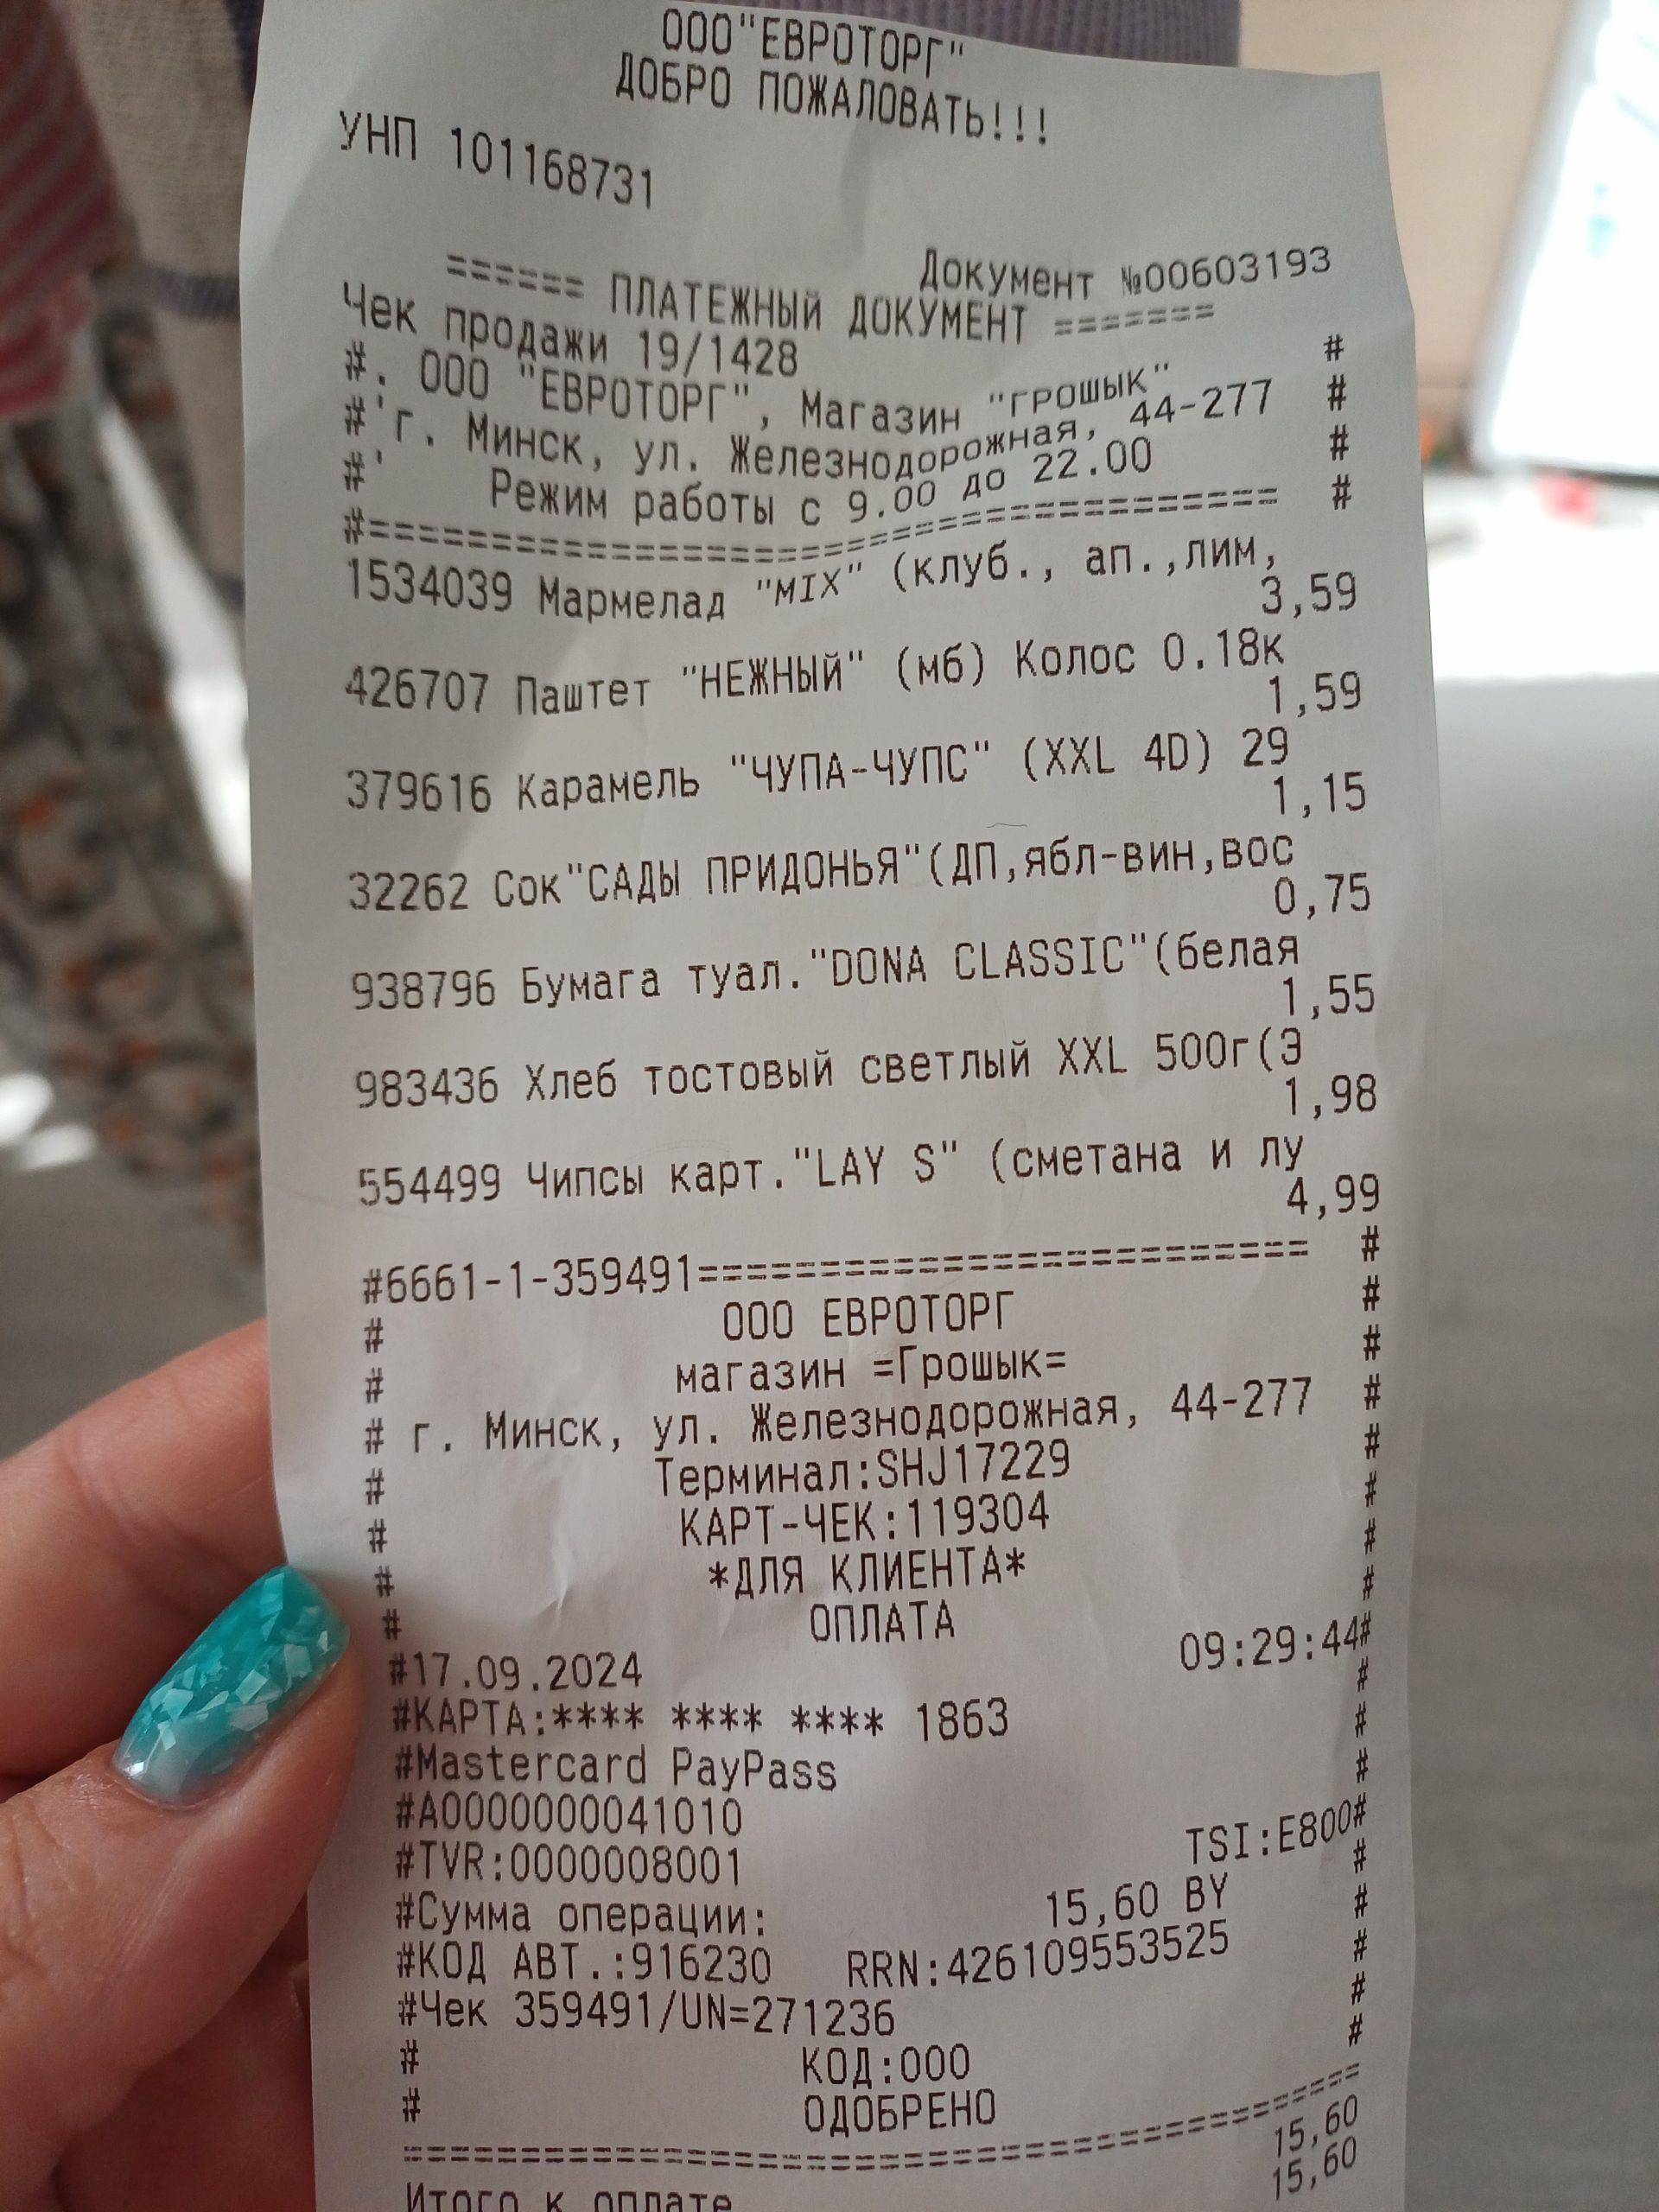 ООО"ЕВРОТОРГ"
ДОБРО ПОЖАЛОВАТЬ!!!
УНП 101168731
Документ №00603193
====== ПЛАТЕЖНЫЙ ДОКУМЕНТ =======
Чек продажи 19/1428
#. ООО "ЕВРОТОРГ", Магазин "ГРОШЫК" #
#'г. Минск, ул. Железнодорожная, 44-277 #
#' Режим работы с 9.00 до 22.00 #
#====================================== #
1534039 Мармелад "MIX" (клуб., ап.,лим,
3,59
426707 Паштет "НЕЖНЫЙ" (мб) Колос 0.18к
1,59
379616 Карамель "ЧУПА-ЧУПС" (XXL 4D) 29
1,15
32262 Сок"САДЫ ПРИДОНЬЯ"(ДП,ябл-вин,вос
0,75
938796 Бумага туал."DONA CLASSIC"(белая
1,55
983436 Хлеб тостовый светлый XXL 500г(Э
1,98
554499 Чипсы карт."LAY S" (сметана и лу
4,99
#6661-1-359491========================== #
# ООО ЕВРОТОРГ #
# магазин =Грошык= #
# г. Минск, ул. Железнодорожная, 44-277 #
# Терминал:SHJ17229 #
# КАРТ-ЧЕК:119304 #
# *ДЛЯ КЛИЕНТА* #
# ОПЛАТА #
#17.09.2024 09:29:44#
#КАРТА:**** **** **** 1863 #
#Mastercard PayPass #
#A0000000041010 #
#TVR:0000008001 TSI:E800#
#Сумма операции: 15,60 BY #
#КОД АВТ.:916230 RRN:426109553525 #
#Чек 359491/UN=271236 #
# КОД:000 #
# ОДОБРЕНО #
========================================
15,60
Итого к оплате 15,60